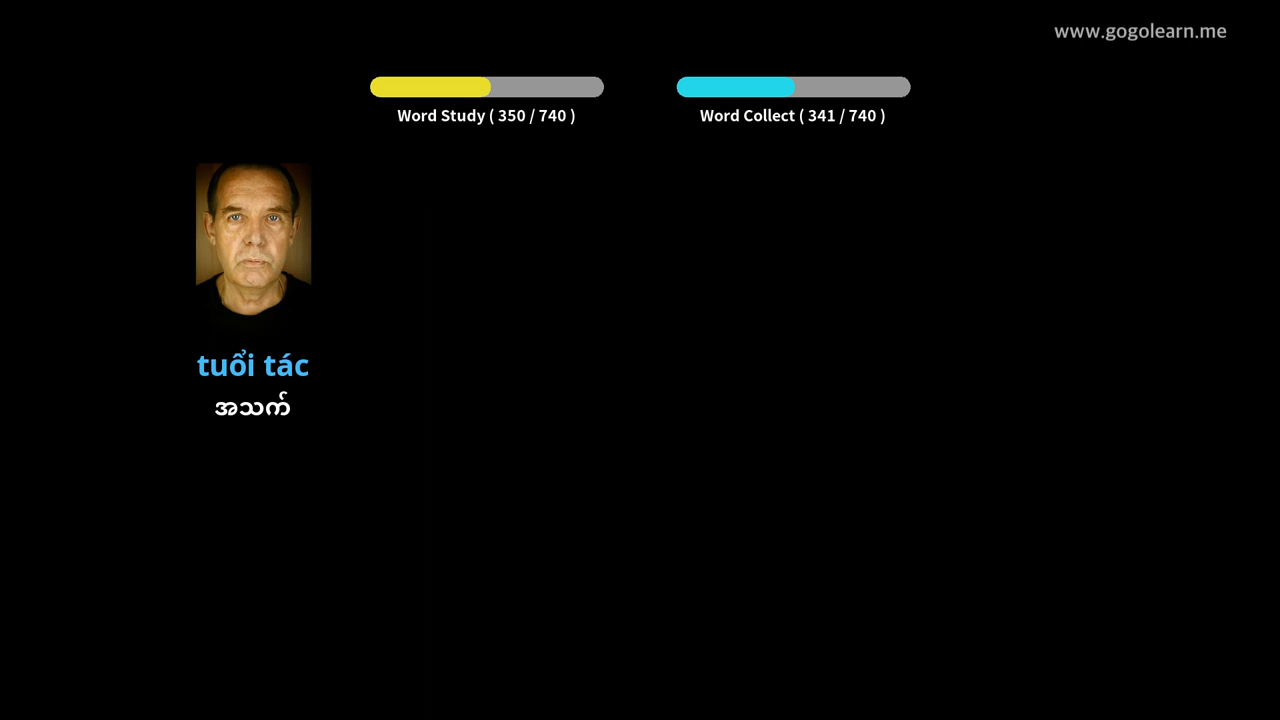 www.gogolearn.me
Word Study ( 350 / 740 )
Word Collect ( 341 / 740 )
tuổi tác
အသက်